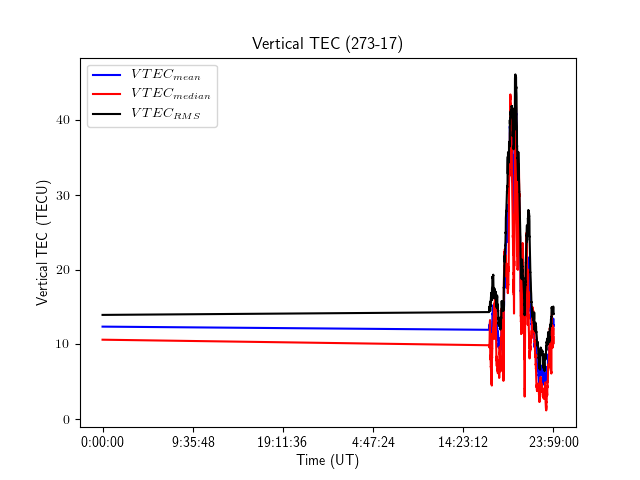 Vertical TEC (273-17)
VTEC_mean
VTEC_median
VTEC_RMS
Vertical TEC (TECU)
40
30
20
10
0
0:00:00 9:35:48 19:11:36 4:47:24 14:23:12 23:59:00
Time (UT)